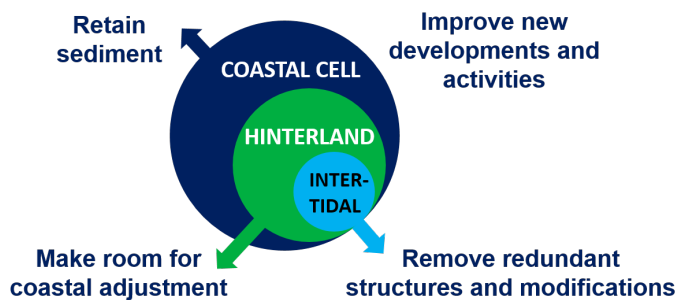 Retain
sediment
Improve new
developments and
activities
COASTAL CELL
HINTERLAND
INTER-
TIDAL
Make room for
coastal adjustment
Remove redundant
structures and modifications